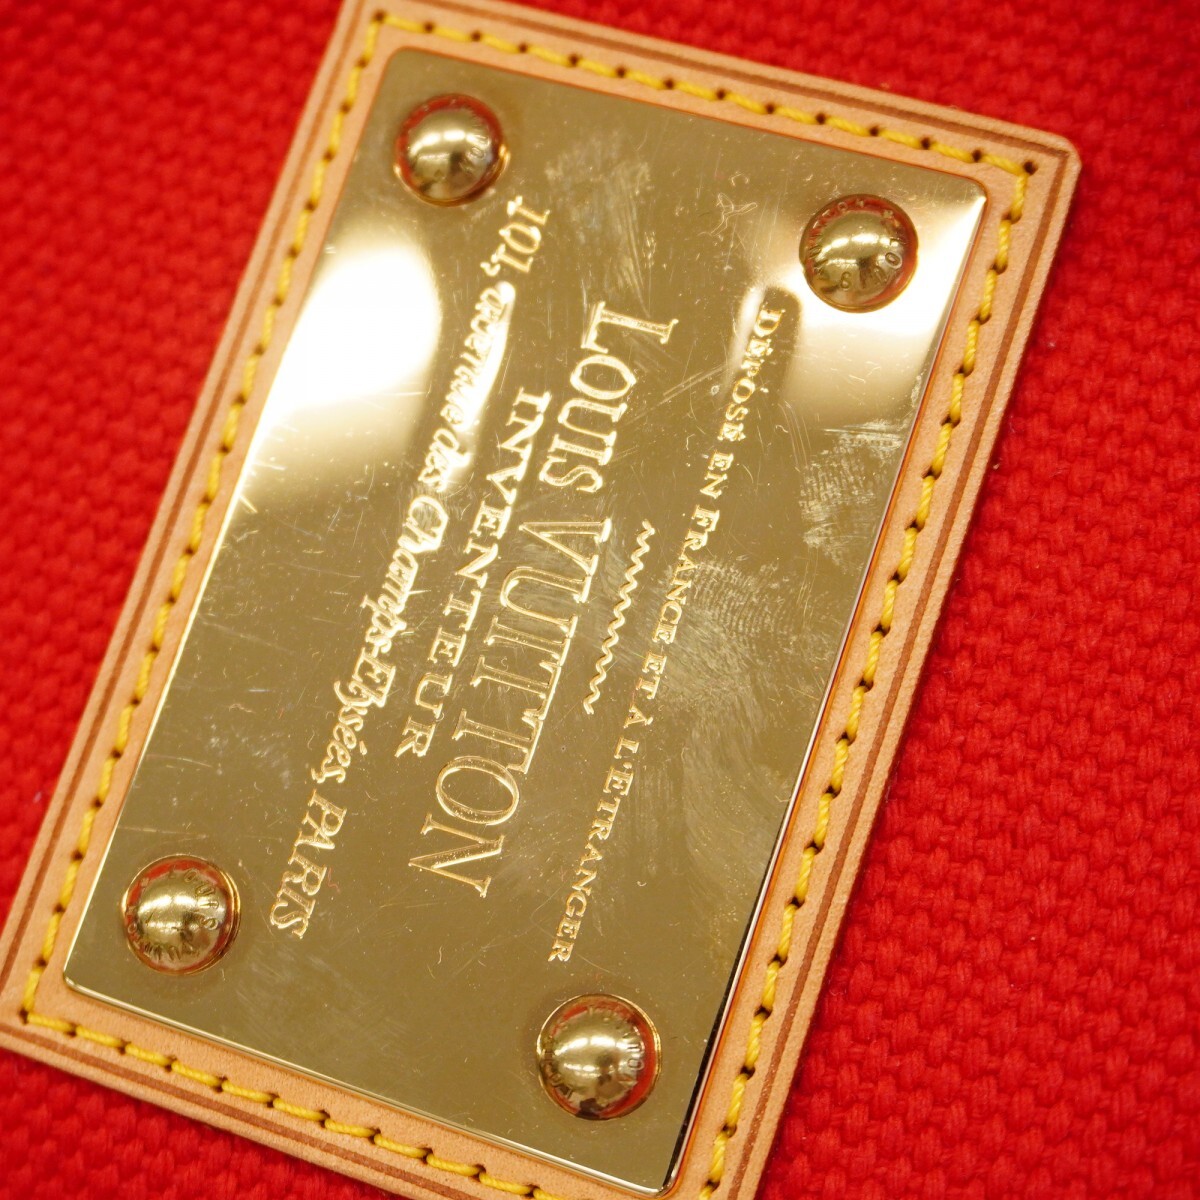 DÉPOSÉ EN FRANCE ET À L'ETRANGER
LOUIS VUITTON
INVENTEUR
101, avenue des Champs-Elysées, PARIS